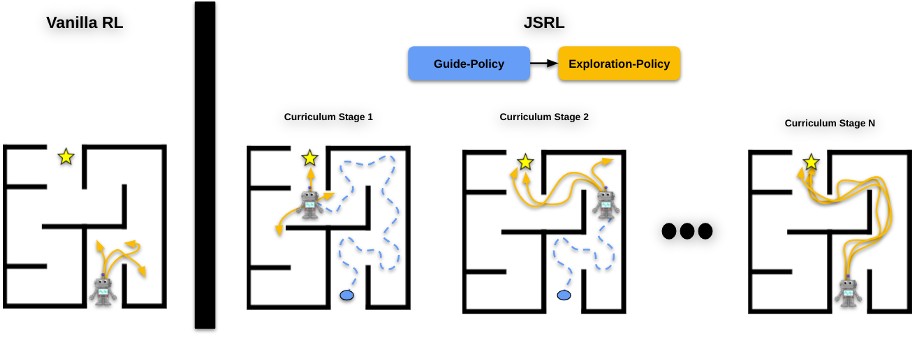 Vanilla RL
JSRL
Guide-Policy
Exploration-Policy
Curriculum Stage 1
Curriculum Stage 2
Curriculum Stage N